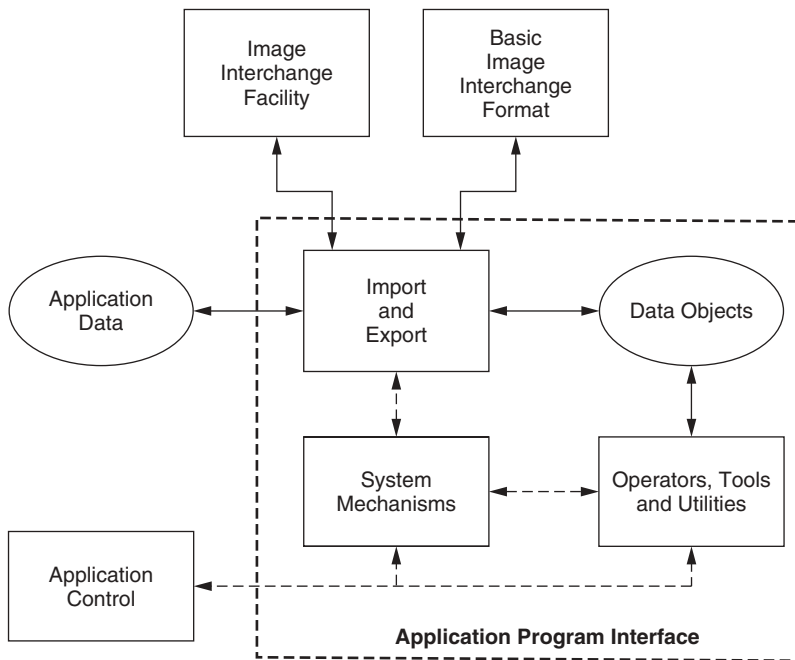 Image
Interchange
Facility
Basic
Image
Interchange
Format
Application
Data
Import
and
Export
Data Objects
System
Mechanisms
Operators, Tools
and Utilities
Application
Control
Application Program Interface